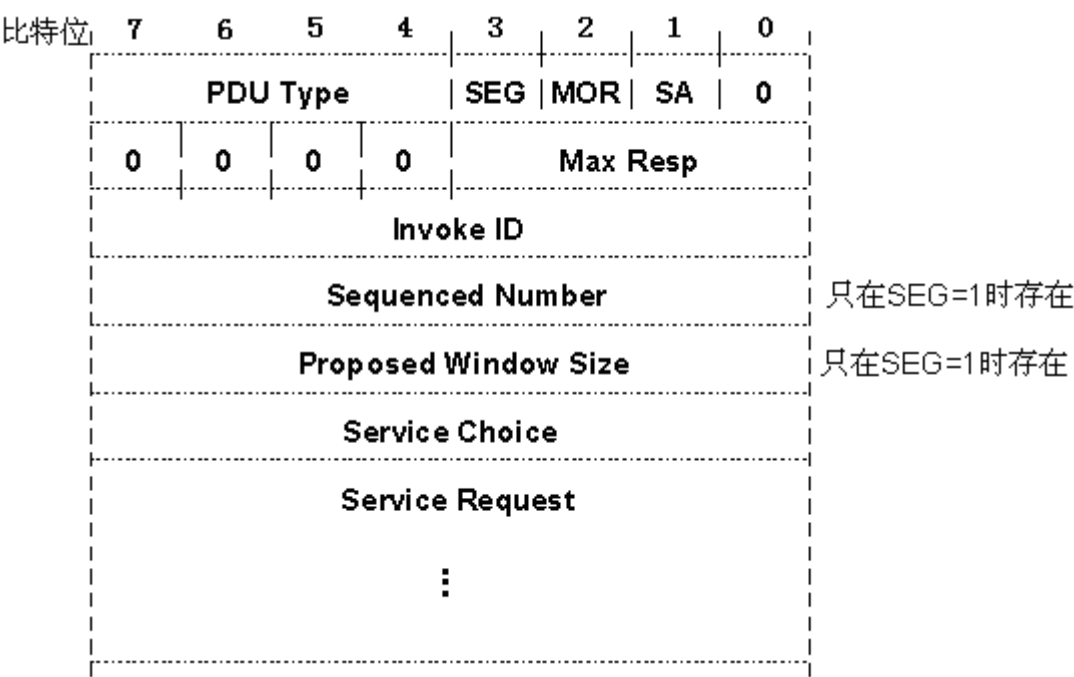 比特位 7 6 5 4 3 2 1 0
PDU Type SEG MOR SA 0
0 0 0 0 Max Resp
Invoke ID
Sequenced Number 只在SEG=1时存在
Proposed Window Size 只在SEG=1时存在
Service Choice
Service Request
⋮